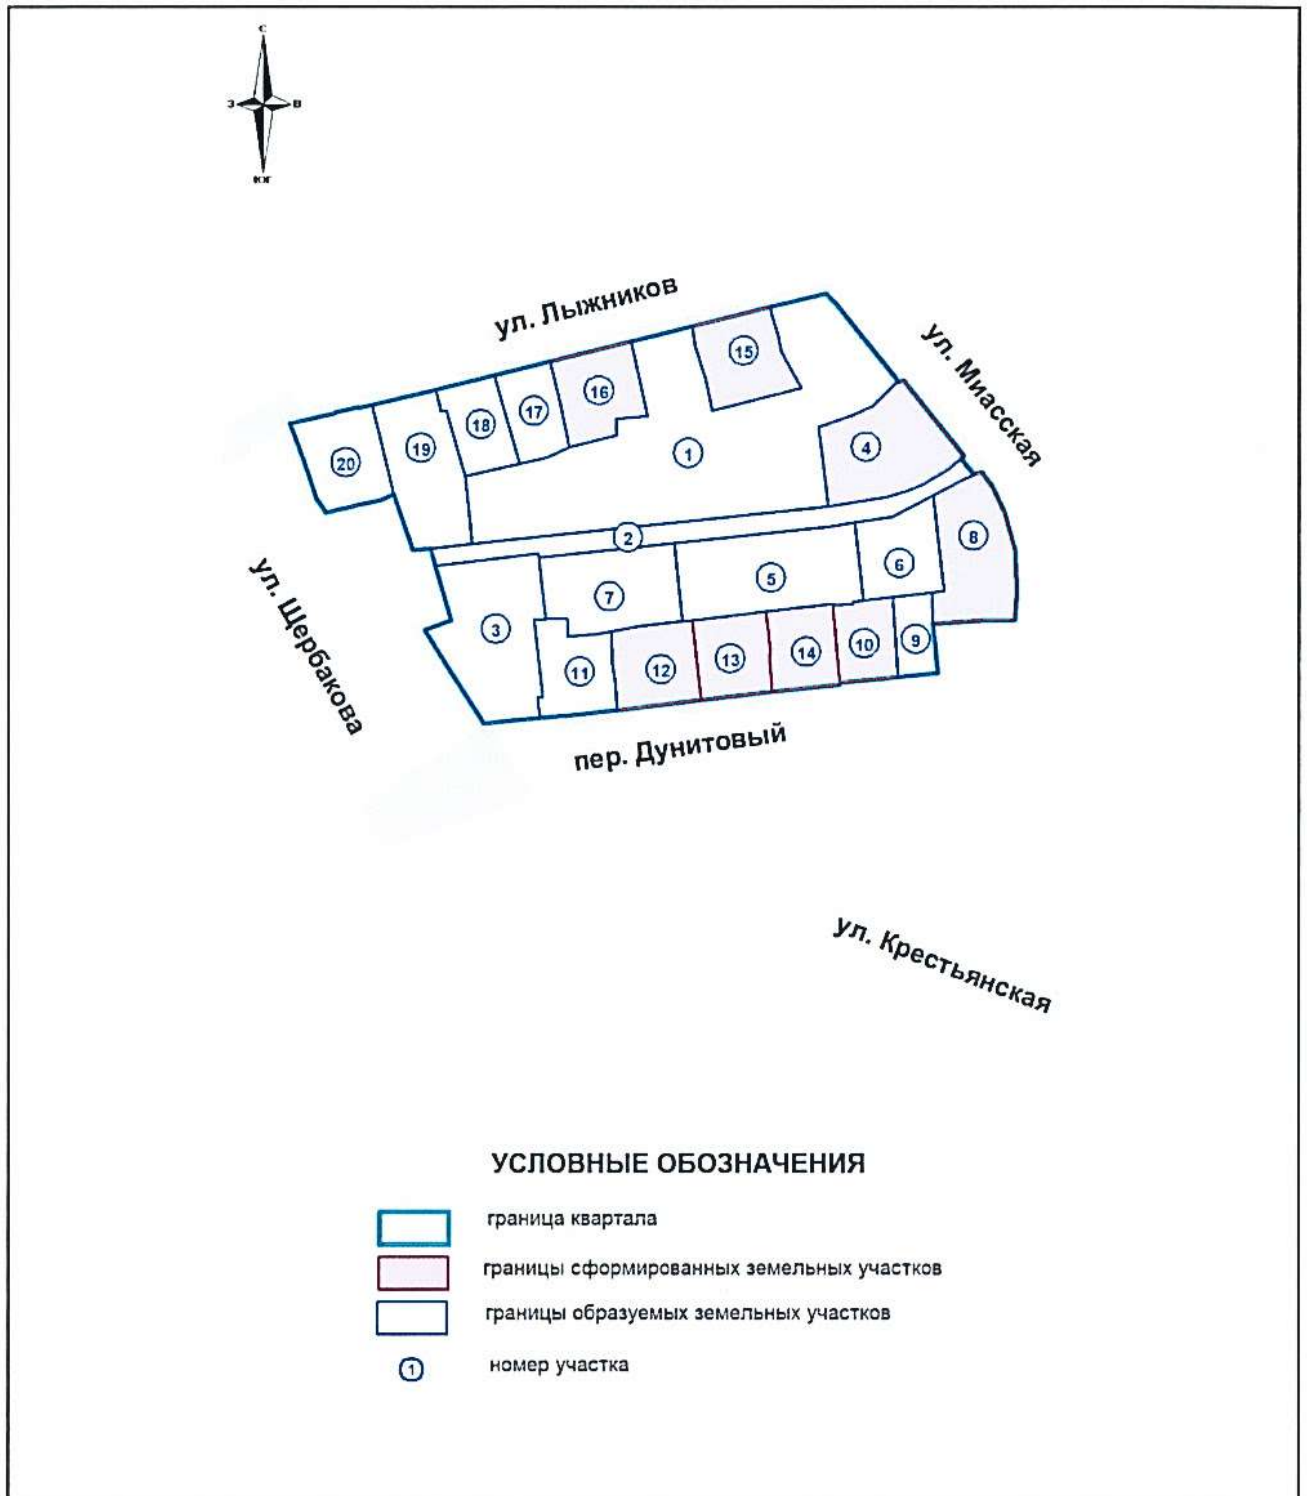 С
З В
ЮГ
ул. Лыжников
ул. Миасская
15
16
17
18
19
20
1
4
2
8
6
5
7
3
9
10
14
13
12
11
ул. Щербакова
пер. Дунитовый
ул. Крестьянская
УСЛОВНЫЕ ОБОЗНАЧЕНИЯ
граница квартала
границы сформированных земельных участков
границы образуемых земельных участков
1 номер участка